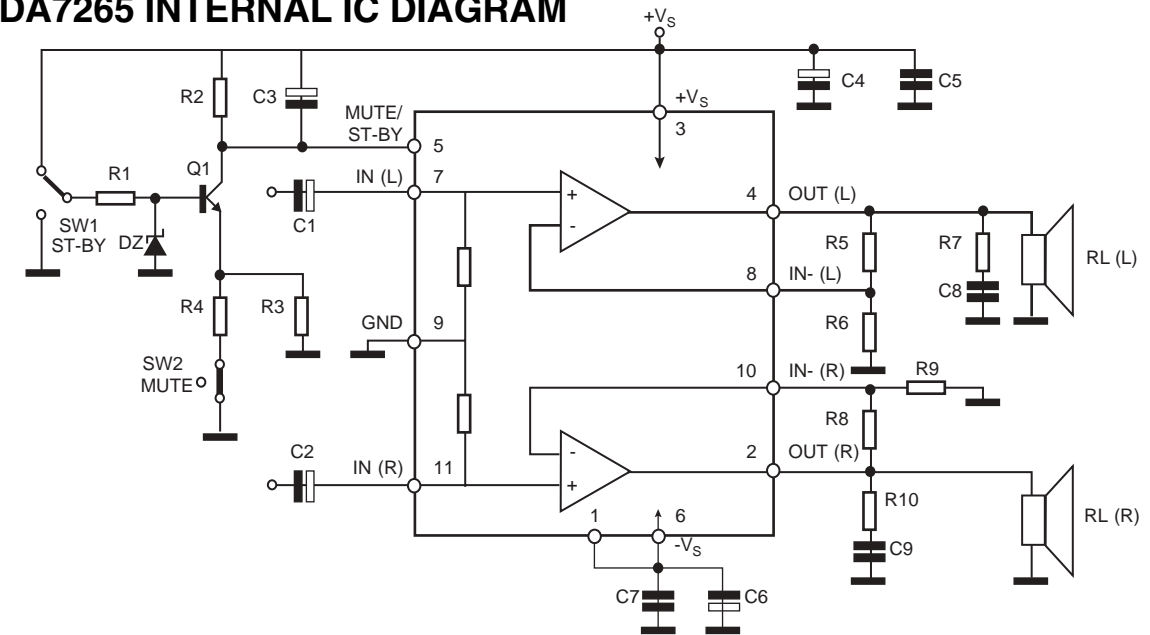 DA7265 INTERNAL IC DIAGRAM
+VS
R2
C3
C4
C5
MUTE/
ST-BY
5
+VS
3
R1
Q1
IN (L)
7
C1
SW1
ST-BY
DZ
4
OUT (L)
R5
R7
RL (L)
8
IN- (L)
C8
R4
R3
GND
9
R6
SW2
MUTE
10
IN- (R)
R9
R8
C2
IN (R)
11
2
OUT (R)
+
-
-
+
R10
RL (R)
1
6
-VS
C9
C7
C6